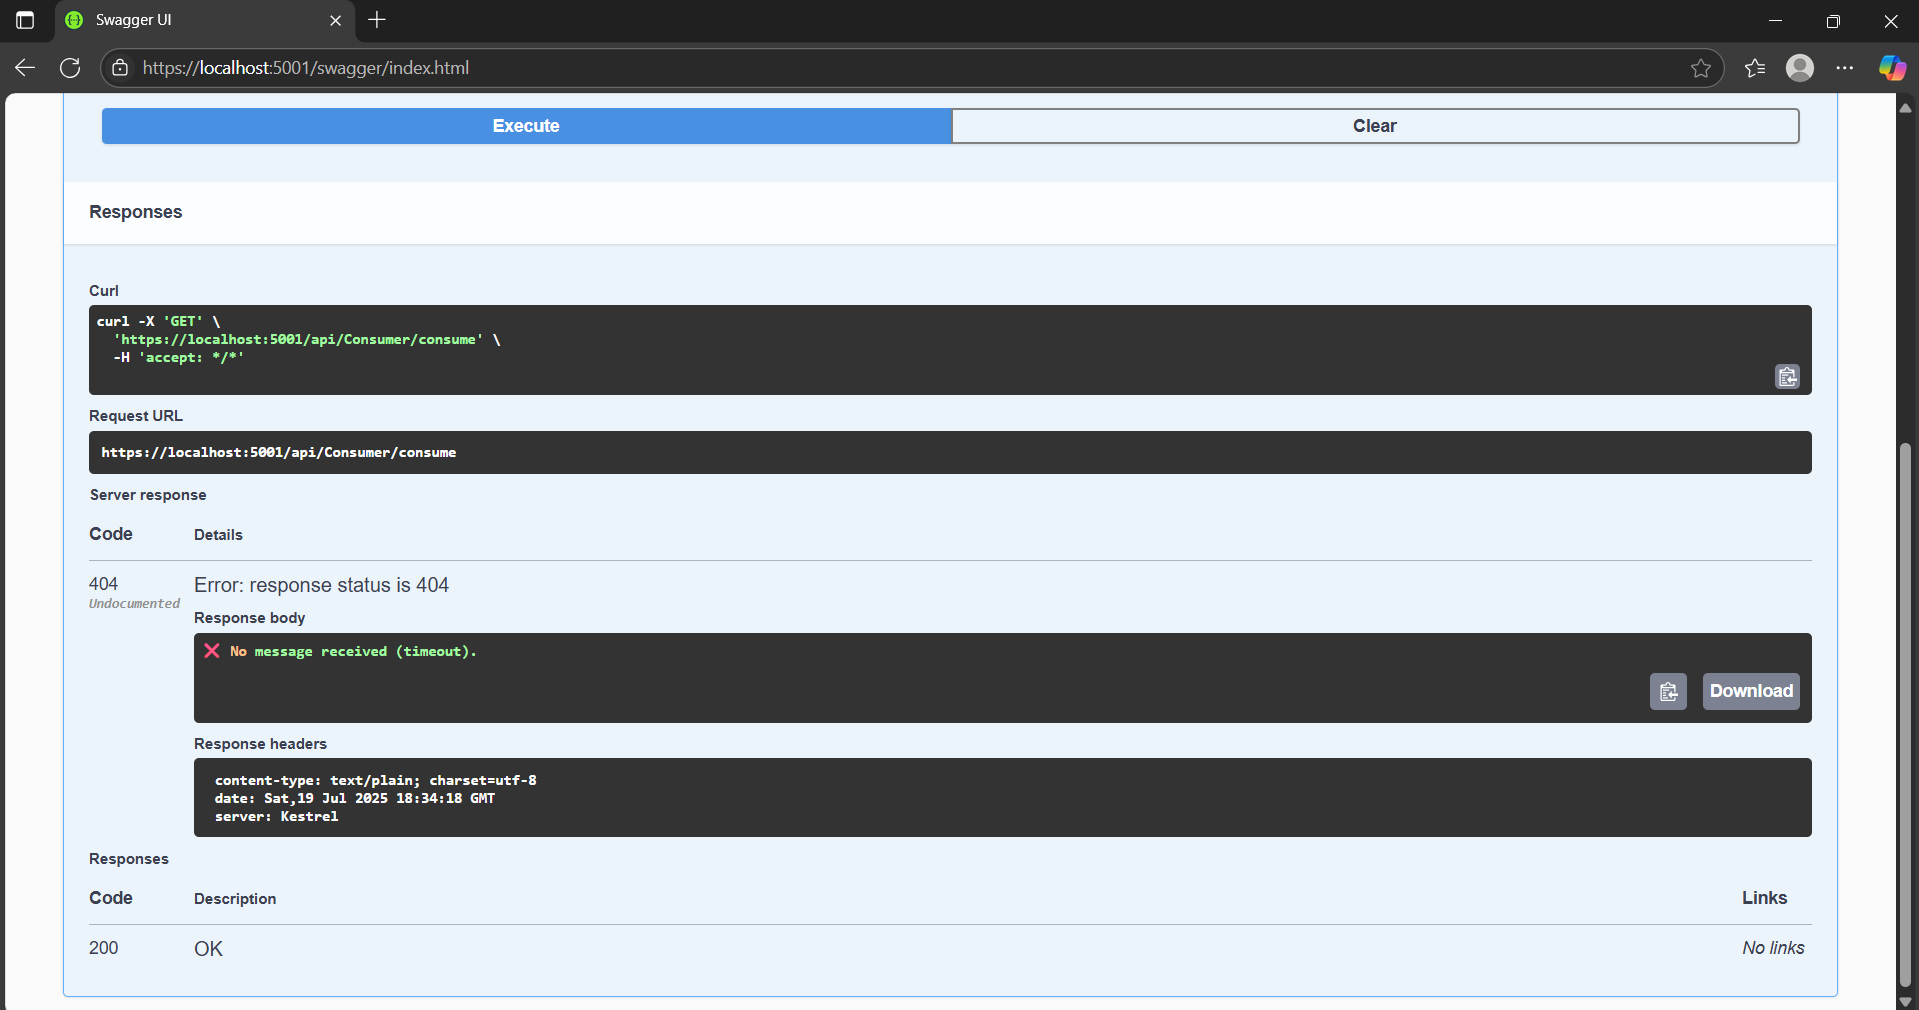 Swagger UI
https://localhost:5001/swagger/index.html
Execute
Clear
Responses
Curl
curl -X 'GET' \
'https://localhost:5001/api/Consumer/consume' \
-H 'accept: */*'
Request URL
https://localhost:5001/api/Consumer/consume
Server response
Code Details
404 Error: response status is 404
Undocumented
Response body
❌ No message received (timeout).
Download
Response headers
content-type: text/plain; charset=utf-8
date: Sat,19 Jul 2025 18:34:18 GMT
server: Kestrel
Responses
Code Description Links
200 OK No links